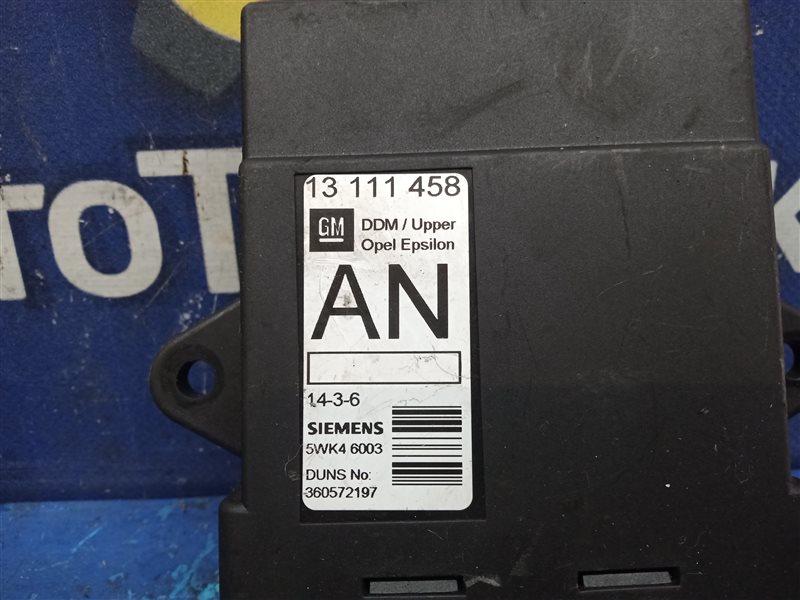 13 111 458
GM
DDM / Upper
Opel Epsilon
AN
14-3-6
SIEMENS
5WK4 6003
DUNS No:
360572197